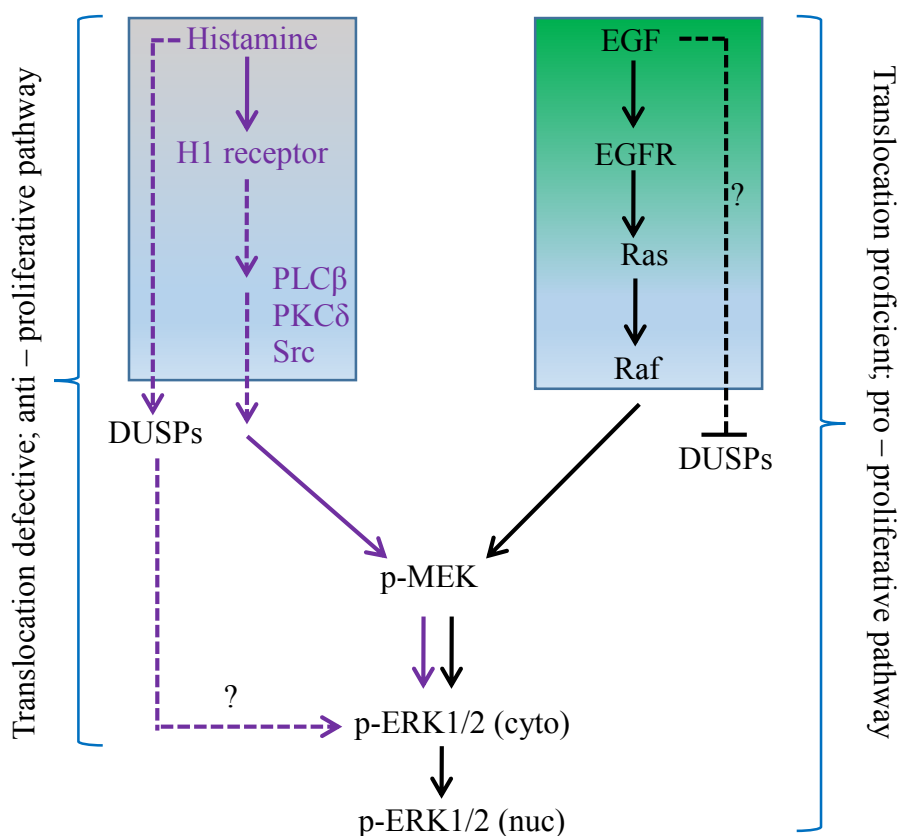 Translocation defective; anti – proliferative pathway
Histamine
H1 receptor
PLCβ
PKCδ
Src
DUSPs
EGF
EGFR
?
Ras
Raf
DUSPs
Translocation proficient; pro – proliferative pathway
p-MEK
?
p-ERK1/2 (cyto)
p-ERK1/2 (nuc)